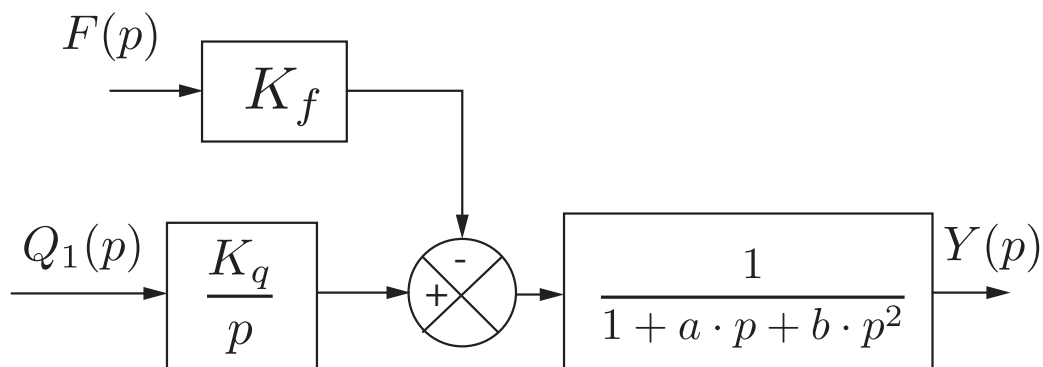 F(p)
K_f
Q_1(p)
K_q
p
-
+
1
1 + a · p + b · p^2
Y(p)